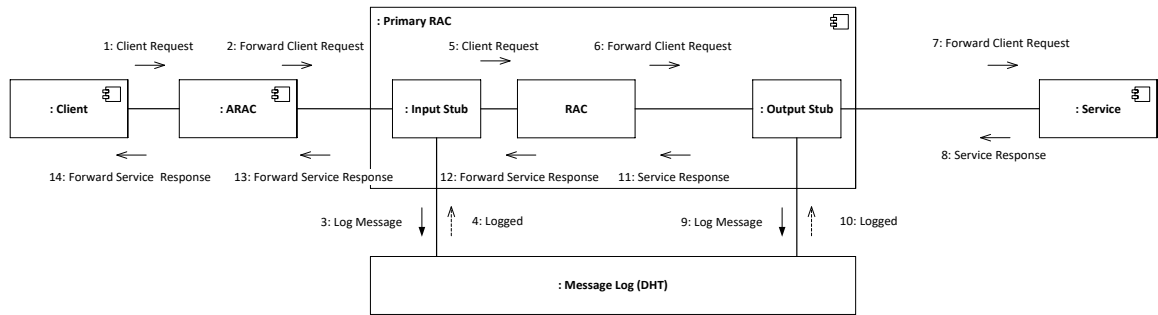 : Primary RAC
1: Client Request
2: Forward Client Request
5: Client Request
6: Forward Client Request
7: Forward Client Request
: Client
: ARAC
: Input Stub
RAC
: Output Stub
: Service
8: Service Response
14: Forward Service Response
13: Forward Service Response
12: Forward Service Response
11: Service Response
3: Log Message
4: Logged
9: Log Message
10: Logged
: Message Log (DHT)